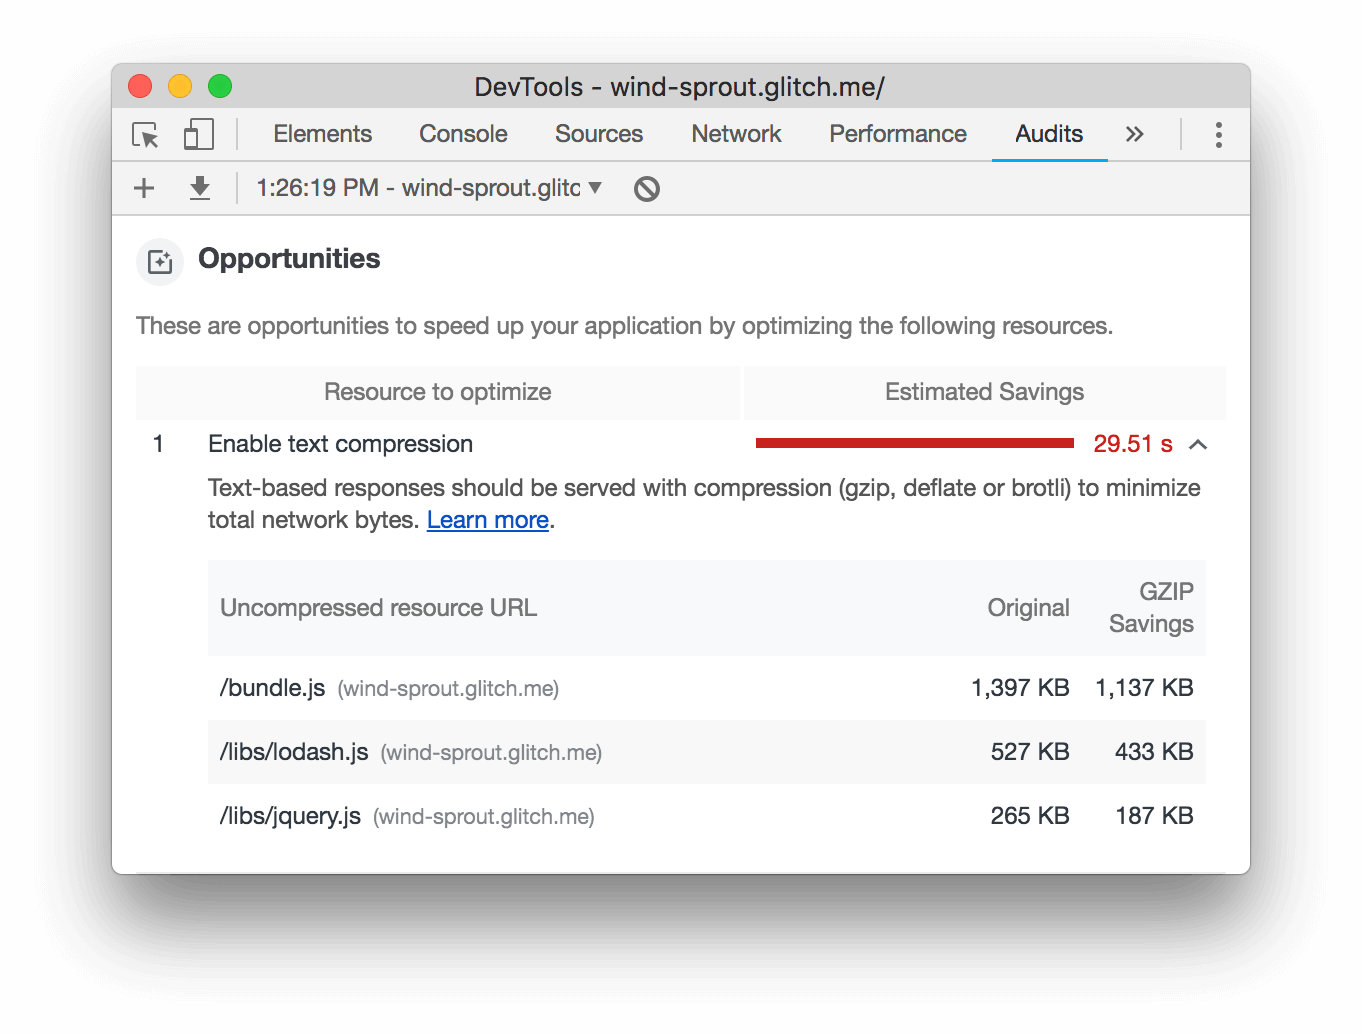 DevTools - wind-sprout.glitch.me/
Elements Console Sources Network Performance Audits
1:26:19 PM - wind-sprout.glitc
Opportunities
These are opportunities to speed up your application by optimizing the following resources.
Resource to optimize Estimated Savings
1 Enable text compression 29.51 s
Text-based responses should be served with compression (gzip, deflate or brotli) to minimize
total network bytes. Learn more.
Uncompressed resource URL Original GZIP
Savings
/bundle.js (wind-sprout.glitch.me) 1,397 KB 1,137 KB
/libs/lodash.js (wind-sprout.glitch.me) 527 KB 433 KB
/libs/jquery.js (wind-sprout.glitch.me) 265 KB 187 KB